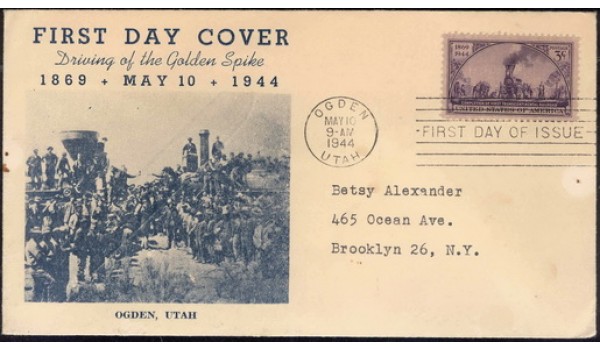 FIRST DAY COVER
Driving of the Golden Spike
1869 + MAY 10 + 1944
1869
1944
POSTAGE
3¢
UNITED STATES OF AMERICA
OGDEN
MAY 10
9-AM
1944
UTAH
FIRST DAY OF ISSUE
Betsy Alexander
465 Ocean Ave.
Brooklyn 26, N.Y.
OGDEN, UTAH